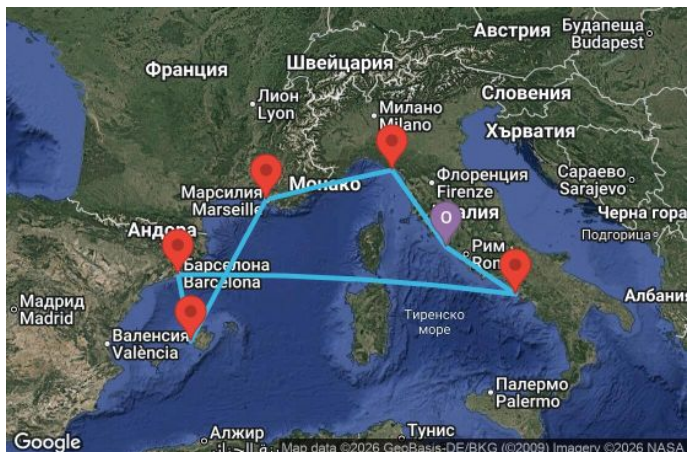 Австрия
Будапеща
Budapest
Швейцария
Франция
Словения
Лион
Lyon
Милано
Milano
Хърватия
Монако
Флоренция
Firenze
Сараево
Sarajevo
Марсилия
Marseille
O
Черна гора
Андора
Рим
Подгорица
Барселона
Barcelona
Мадрид
Madrid
Тиренско
море
Валенсия
València
Палермо
Palermo
Алжир
Тунис
Google
Map data ©2026 GeoBasis-DE/BKG (©2009) Imagery ©2026 NASA